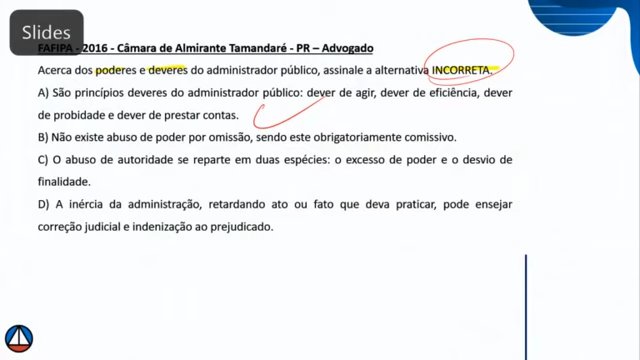 Slides
FAFIPA - 2016 - Câmara de Almirante Tamandaré - PR – Advogado
Acerca dos poderes e deveres do administrador público, assinale a alternativa INCORRETA.
A) São princípios deveres do administrador público: dever de agir, dever de eficiência, dever
de probidade e dever de prestar contas.
B) Não existe abuso de poder por omissão, sendo este obrigatoriamente comissivo.
C) O abuso de autoridade se reparte em duas espécies: o excesso de poder e o desvio de
finalidade.
D) A inércia da administração, retardando ato ou fato que deva praticar, pode ensejar
correção judicial e indenização ao prejudicado.